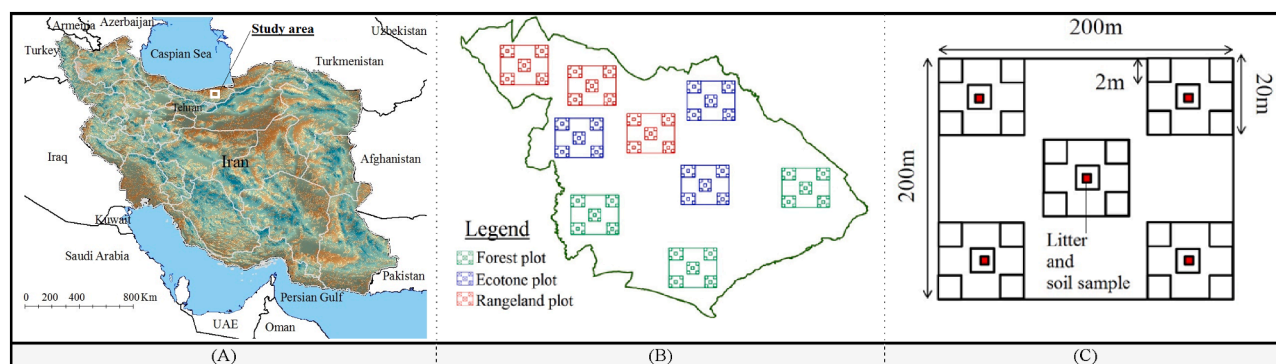 Armenia
Azerbaijan
Study area
Uzbekistan
Turkey
Caspian Sea
Turkmenistan
Tehran
Iraq
Iran
Afghanistan
Kuwait
Saudi Arabia
Pakistan
0 200 400 800 Km
Persian Gulf
UAE
Oman
(A)
Legend
Forest plot
Ecotone plot
Rangeland plot
(B)
200m
2m
20m
200m
Litter
and
soil sample
(C)